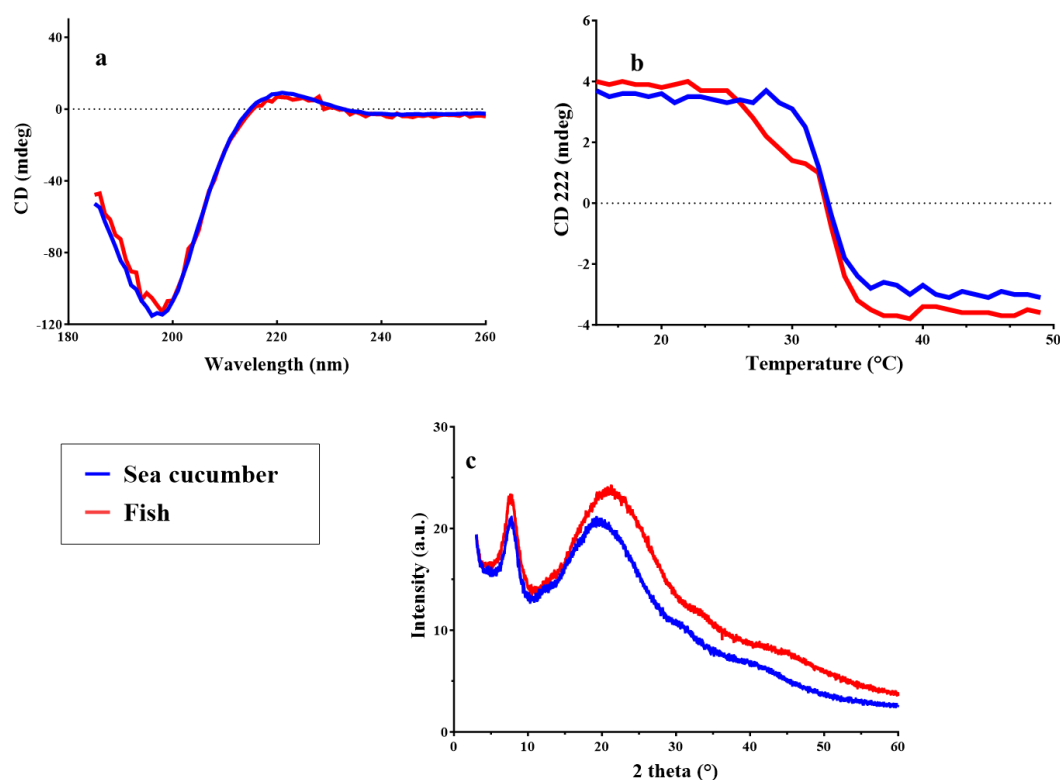 a
40
0
-40
-80
-120
CD (mdeg)
180 200 220 240 260
Wavelength (nm)
b
6
4
2
0
-2
-4
CD 222 (mdeg)
20 30 40 50
Temperature (°C)
Sea cucumber
Fish
c
30
20
10
0
Intensity (a.u.)
0 10 20 30 40 50 60
2 theta (°)